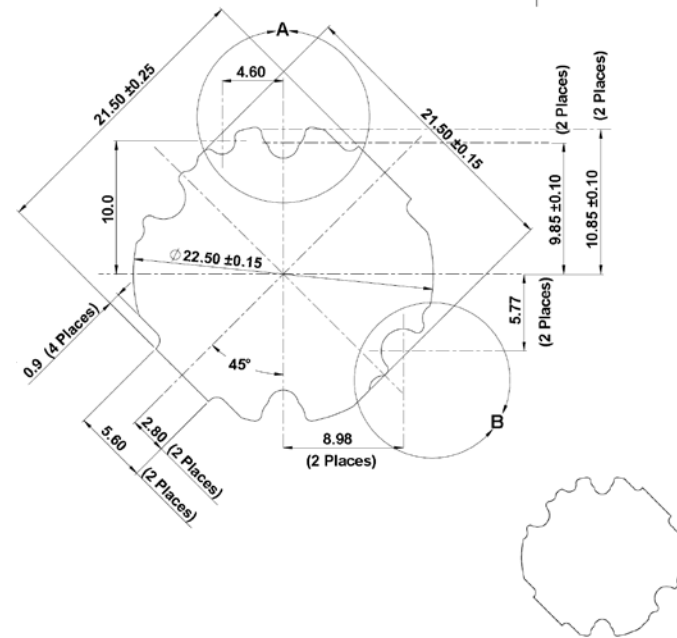 A
4.60
21.50 ±0.25
21.50 ±0.15
(2 Places)
(2 Places)
9.85 ±0.10
10.85 ±0.10
10.0
∅ 22.50 ±0.15
5.77
(2 Places)
0.9 (4 Places)
45°
B
2.80 (2 Places)
5.60
(2 Places)
8.98
(2 Places)